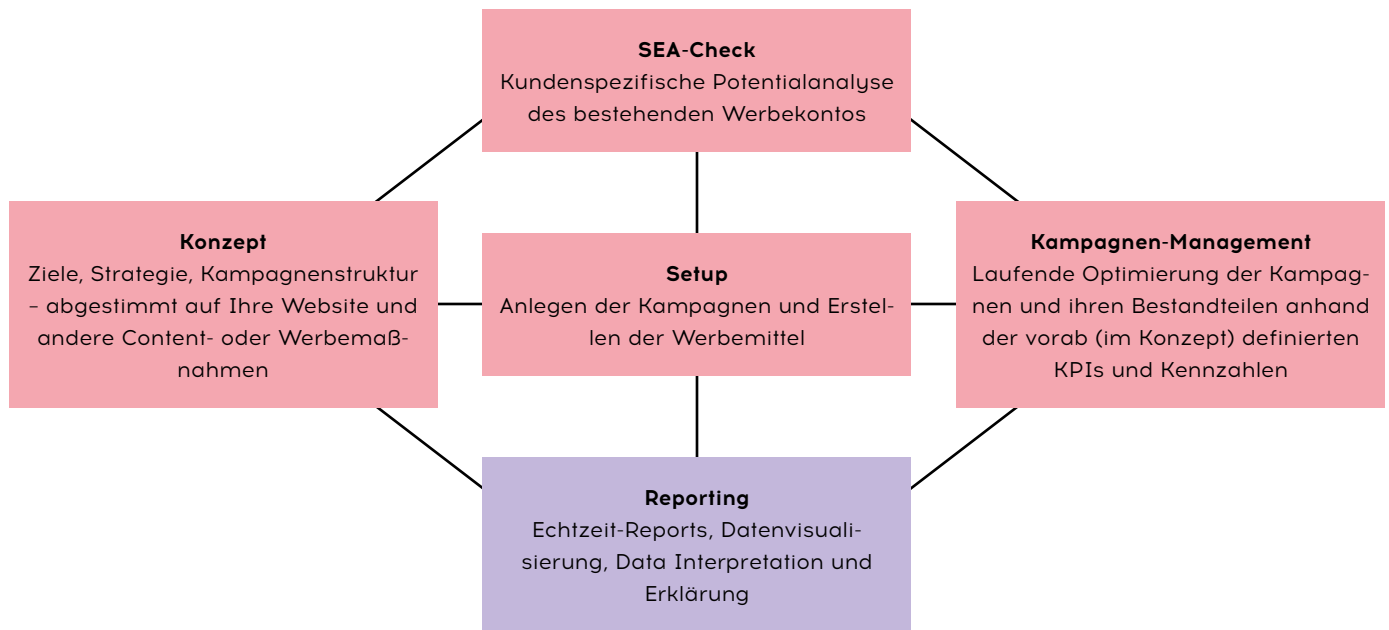 SEA-Check
Kundenspezifische Potentialanalyse
des bestehenden Werbekontos
Konzept
Ziele, Strategie, Kampagnenstruktur
– abgestimmt auf Ihre Website und
andere Content- oder Werbemaß-
nahmen
Setup
Anlegen der Kampagnen und Erstel-
len der Werbemittel
Kampagnen-Management
Laufende Optimierung der Kampag-
nen und ihren Bestandteilen anhand
der vorab (im Konzept) definierten
KPIs und Kennzahlen
Reporting
Echtzeit-Reports, Datenvisuali-
sierung, Data Interpretation und
Erklärung